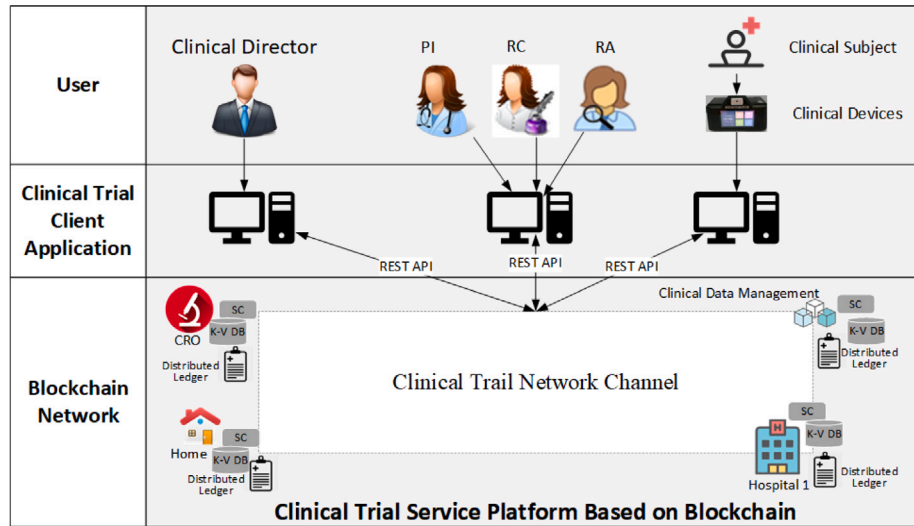 User
Clinical Director
PI
RC
RA
Clinical Subject
Clinical Devices
Clinical Trial
Client
Application
REST API
REST API
REST API
Blockchain
Network
CRO
SC
K-V DB
Distributed
Ledger
Clinical Data Management
SC
K-V DB
Distributed
Ledger
Clinical Trail Network Channel
Home
SC
K-V DB
Distributed
Ledger
H
Hospital 1
SC
K-V DB
Distributed
Ledger
Clinical Trial Service Platform Based on Blockchain